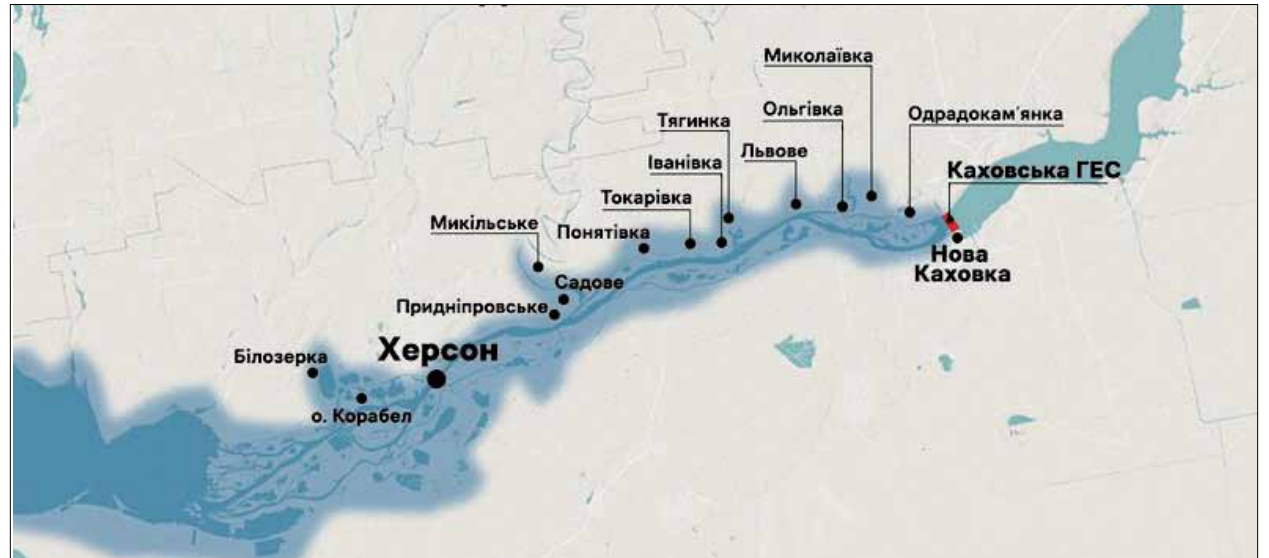 Миколаївка
Ольгівка
Одрадокам'янка
Тягинка
Львове
Іванівка
Каховська ГЕС
Токарівка
Микільське
Понятівка
Нова
Каховка
Садове
Придніпровське
Херсон
Білозерка
о. Корабел